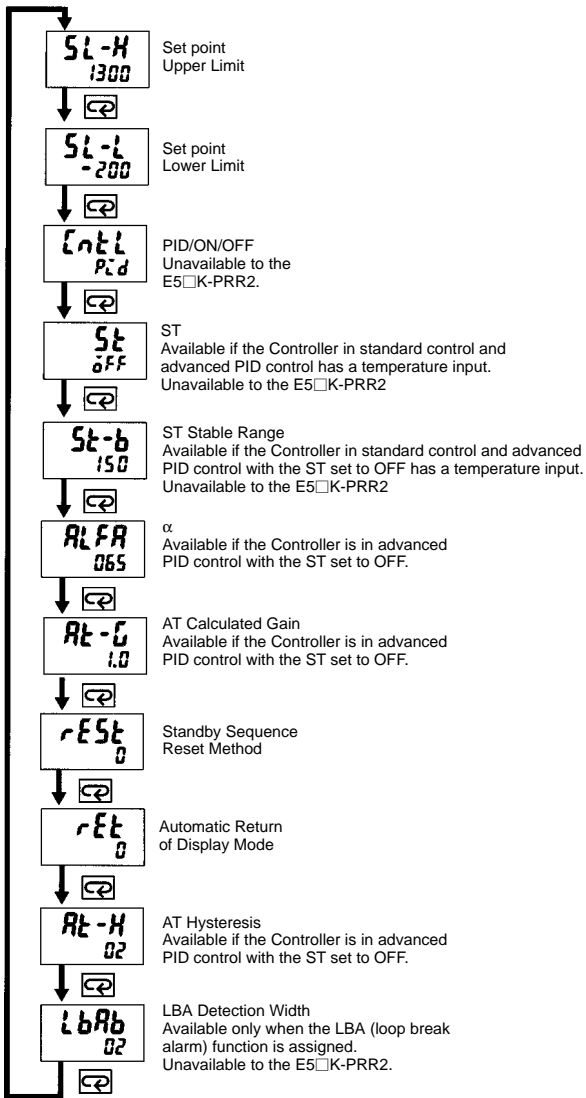 SL-H
1300
Set point
Upper Limit
SL-L
-200
Set point
Lower Limit
CntL
Pid
PID/ON/OFF
Unavailable to the
E5□K-PRR2.
St
oFF
ST
Available if the Controller in standard control and
advanced PID control has a temperature input.
Unavailable to the E5□K-PRR2
St-b
150
ST Stable Range
Available if the Controller in standard control and advanced
PID control with the ST set to OFF has a temperature input.
Unavailable to the E5□K-PRR2
ALFA
065
α
Available if the Controller is in advanced
PID control with the ST set to OFF.
At-G
1.0
AT Calculated Gain
Available if the Controller is in advanced
PID control with the ST set to OFF.
rESt
0
Standby Sequence
Reset Method
rEt
0
Automatic Return
of Display Mode
At-H
02
AT Hysteresis
Available if the Controller is in advanced
PID control with the ST set to OFF.
LbAb
02
LBA Detection Width
Available only when the LBA (loop break
alarm) function is assigned.
Unavailable to the E5□K-PRR2.